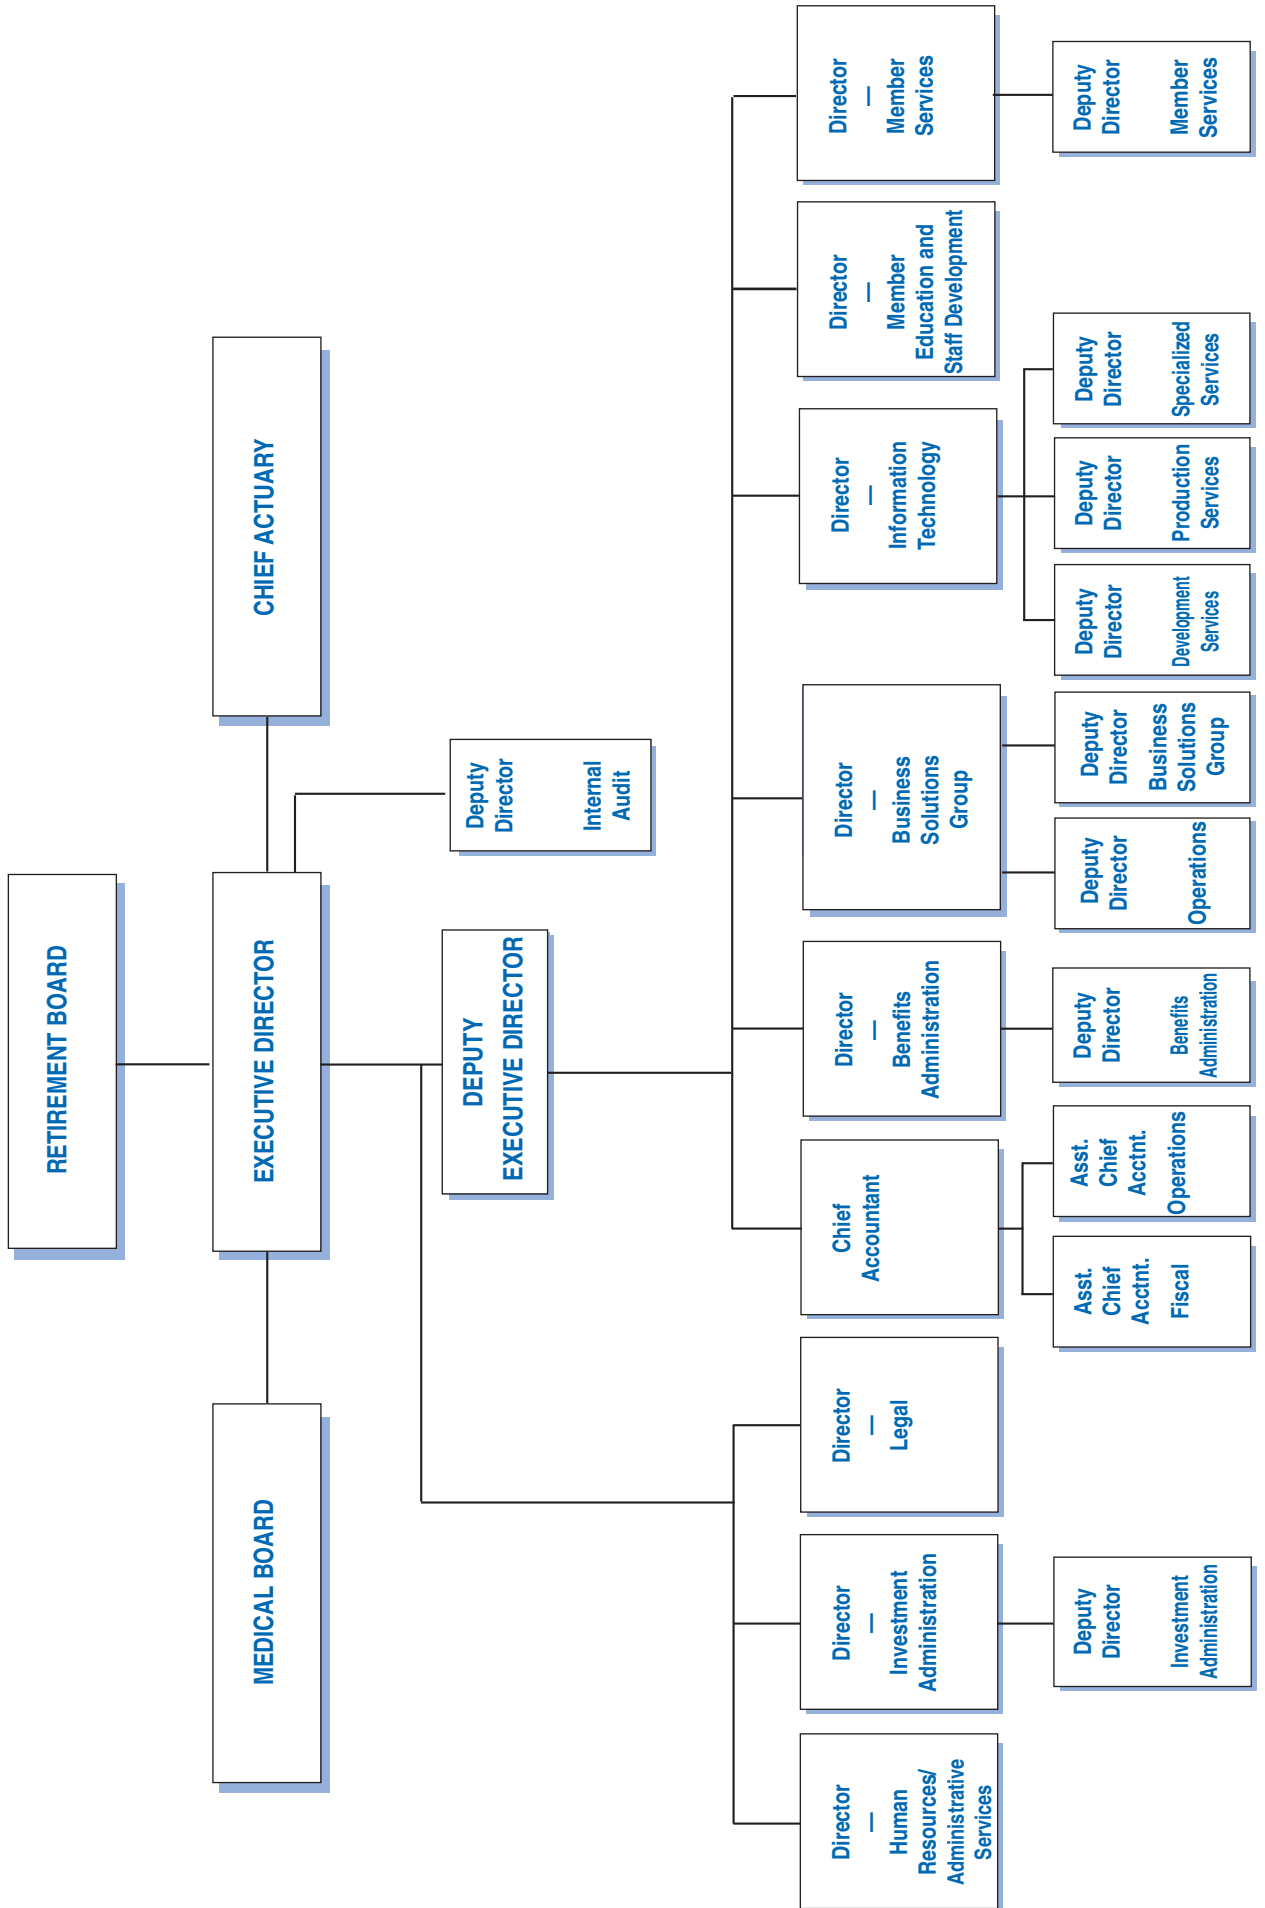 RETIREMENT BOARD
MEDICAL BOARD
EXECUTIVE DIRECTOR
CHIEF ACTUARY
DEPUTY
EXECUTIVE DIRECTOR
Deputy
Director
Internal
Audit
Director
—
Human
Resources/
Administrative
Services
Director
—
Investment
Administration
Director
—
Legal
Chief
Accountant
Director
—
Benefits
Administration
Director
—
Business
Solutions
Group
Director
—
Information
Technology
Director
—
Member
Education and
Staff Development
Director
—
Member
Services
Deputy
Director
Investment
Administration
Asst.
Chief
Acctnt.
Fiscal
Asst.
Chief
Acctnt.
Operations
Deputy
Director
Benefits
Administration
Deputy
Director
Operations
Deputy
Director
Business
Solutions
Group
Deputy
Director
Development
Services
Deputy
Director
Production
Services
Deputy
Director
Specialized
Services
Deputy
Director
Member
Services